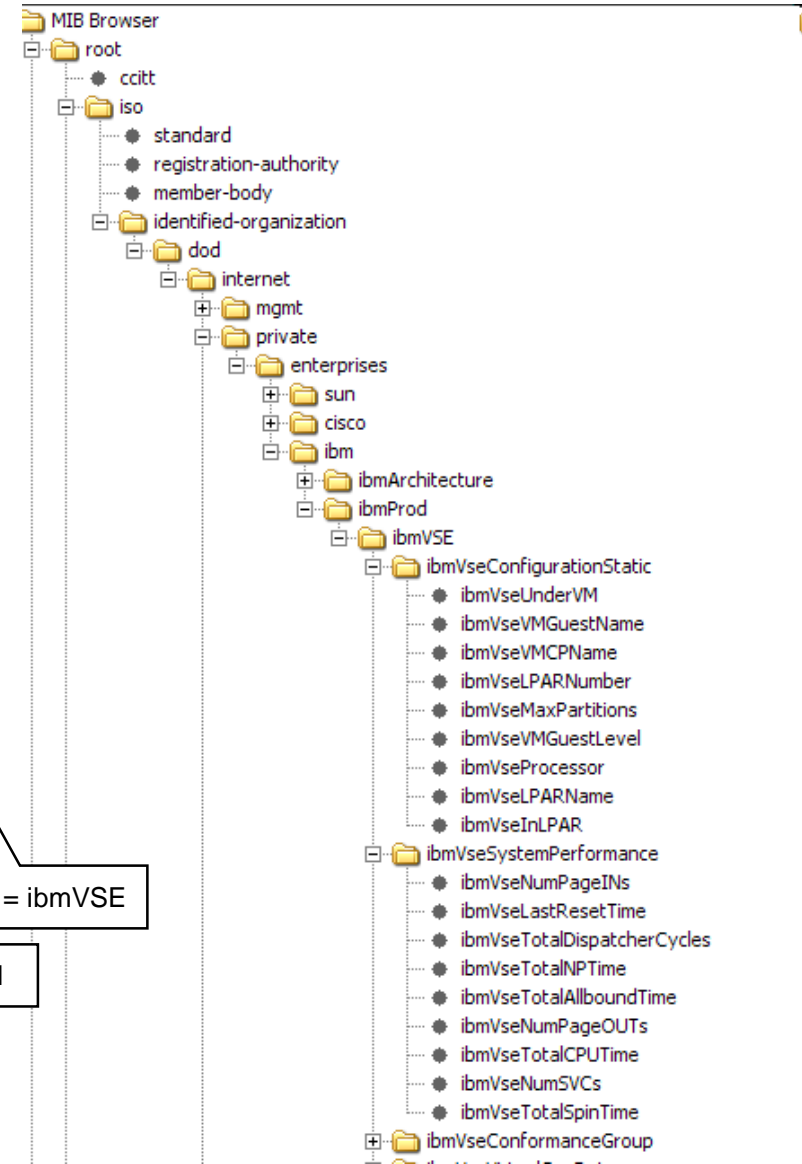 MIB Browser
root
ccitt
iso
standard
registration-authority
member-body
identified-organization
dod
internet
mgmt
private
enterprises
sun
cisco
ibm
ibmArchitecture
ibmProd
ibmVSE
ibmVseConfigurationStatic
ibmVseUnderVM
ibmVseVMGuestName
ibmVseVMCPName
ibmVseLPARNumber
ibmVseMaxPartitions
ibmVseVMGuestLevel
ibmVseProcessor
ibmVseLPARName
ibmVseInLPAR
ibmVseSystemPerformance
ibmVseNumPageINs
= ibmVSE
ibmVseLastResetTime
ibmVseTotalDispatcherCycles
ibmVseTotalNPTime
ibmVseTotalAllboundTime
ibmVseNumPageOUTs
ibmVseTotalCPUTime
ibmVseNumSVCs
ibmVseTotalSpinTime
ibmVseConformanceGroup